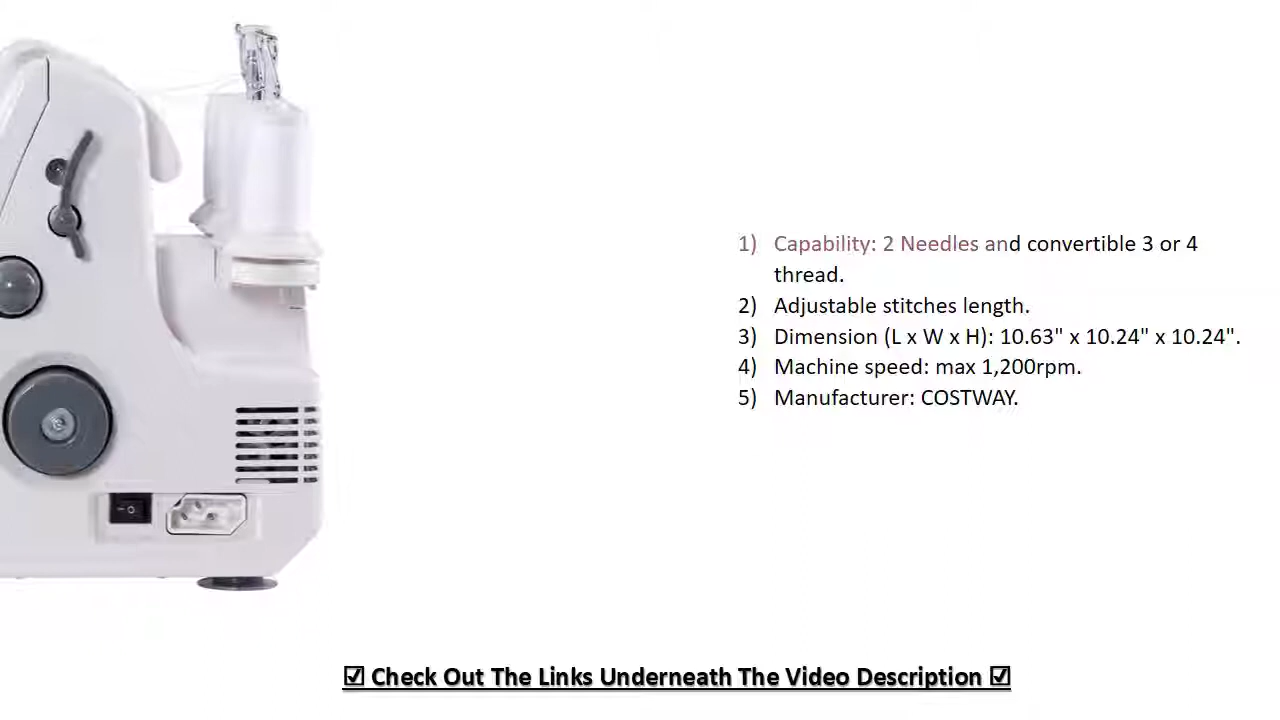 1) Capability: 2 Needles and convertible 3 or 4
thread.
2) Adjustable stitches length.
3) Dimension (L x W x H): 10.63" x 10.24" x 10.24".
4) Machine speed: max 1,200rpm.
5) Manufacturer: COSTWAY.
☑ Check Out The Links Underneath The Video Description ☑